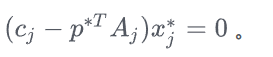 $(c_j - p^{*T} A_j) x_j^* = 0$ 。